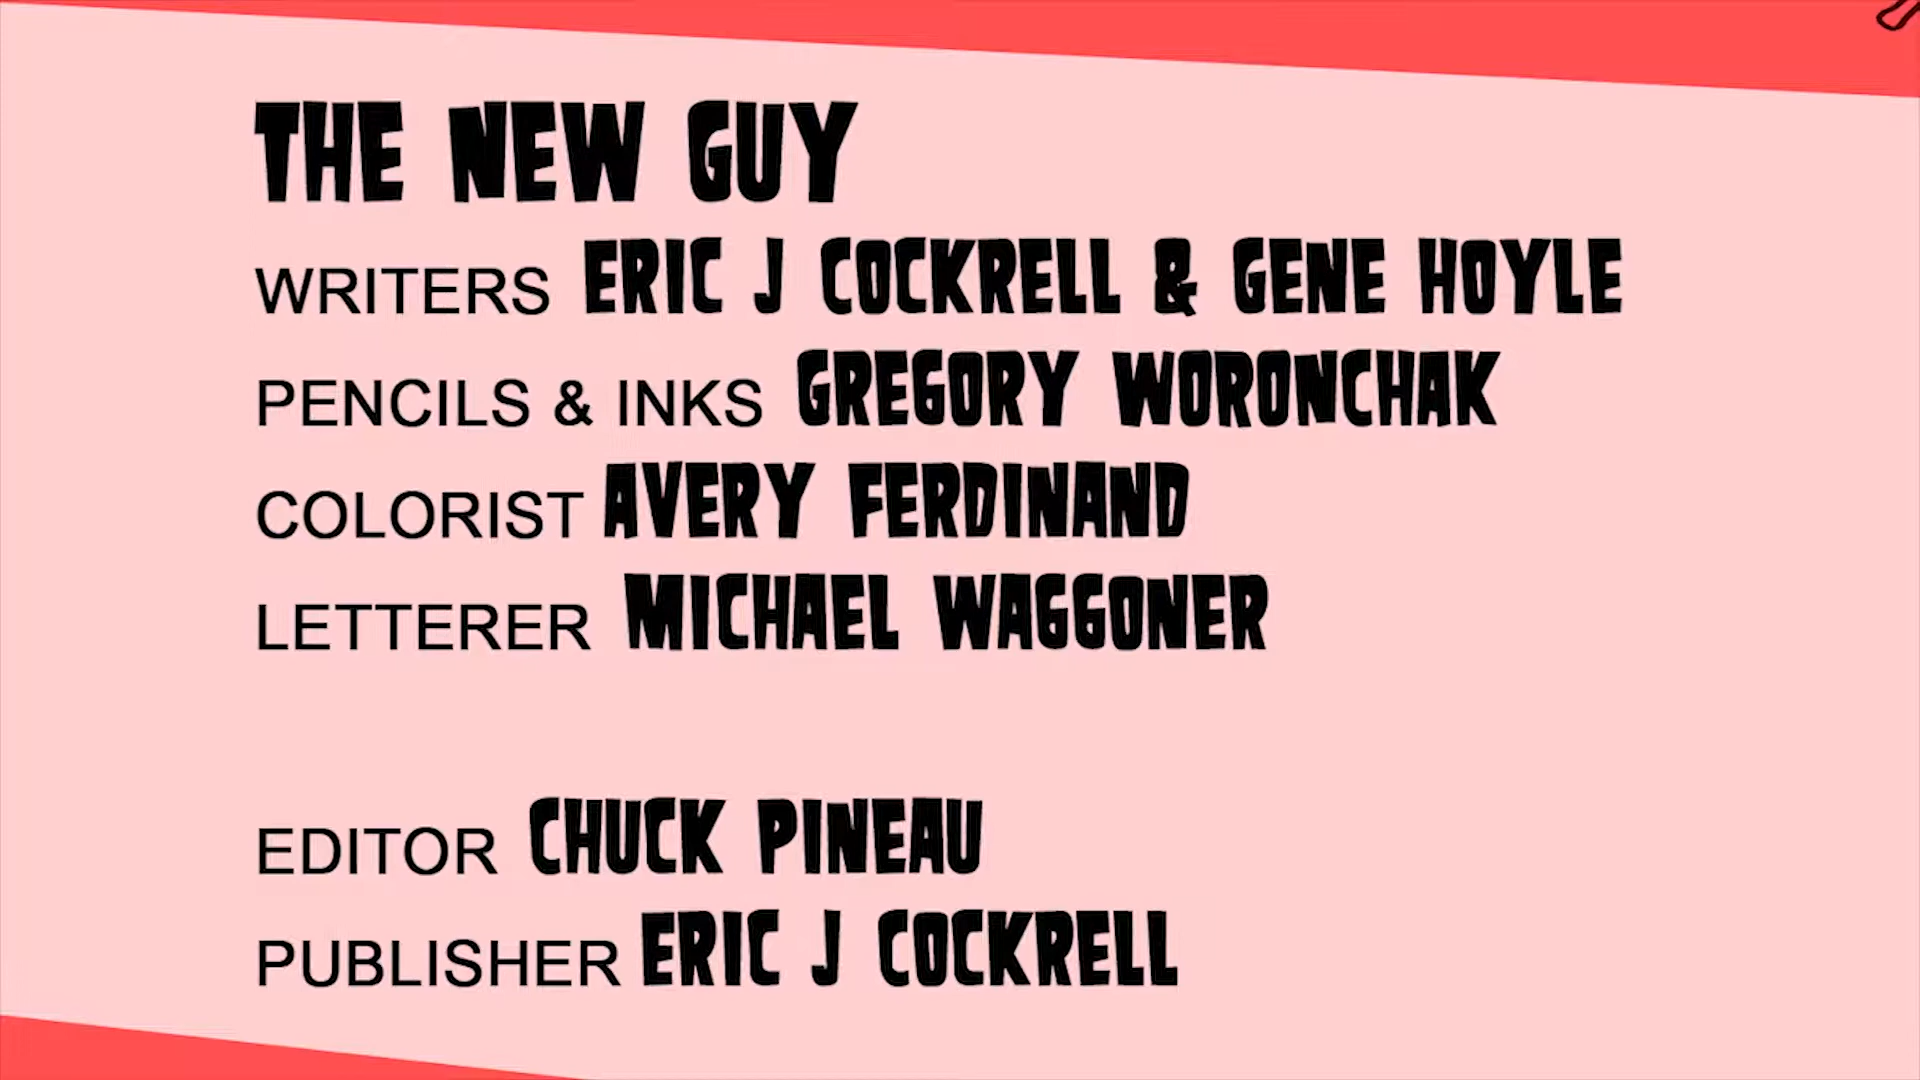 THE NEW GUY
WRITERS ERIC J COCKRELL & GENE HOYLE
PENCILS & INKS GREGORY WORONCHAK
COLORIST AVERY FERDINAND
LETTERER MICHAEL WAGGONER
EDITOR CHUCK PINEAU
PUBLISHER ERIC J COCKRELL